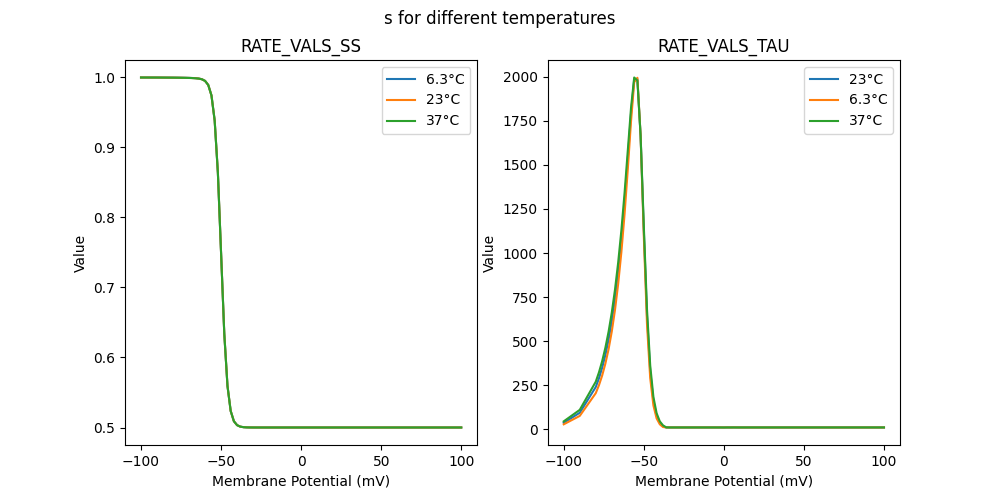 s for different temperatures
RATE_VALS_SS
1.0
0.9
0.8
0.7
0.6
0.5
Value
−100
−50
0
50
100
Membrane Potential (mV)
6.3°C
23°C
37°C
RATE_VALS_TAU
2000
1750
1500
1250
1000
750
500
250
0
Value
−100
−50
0
50
100
Membrane Potential (mV)
23°C
6.3°C
37°C